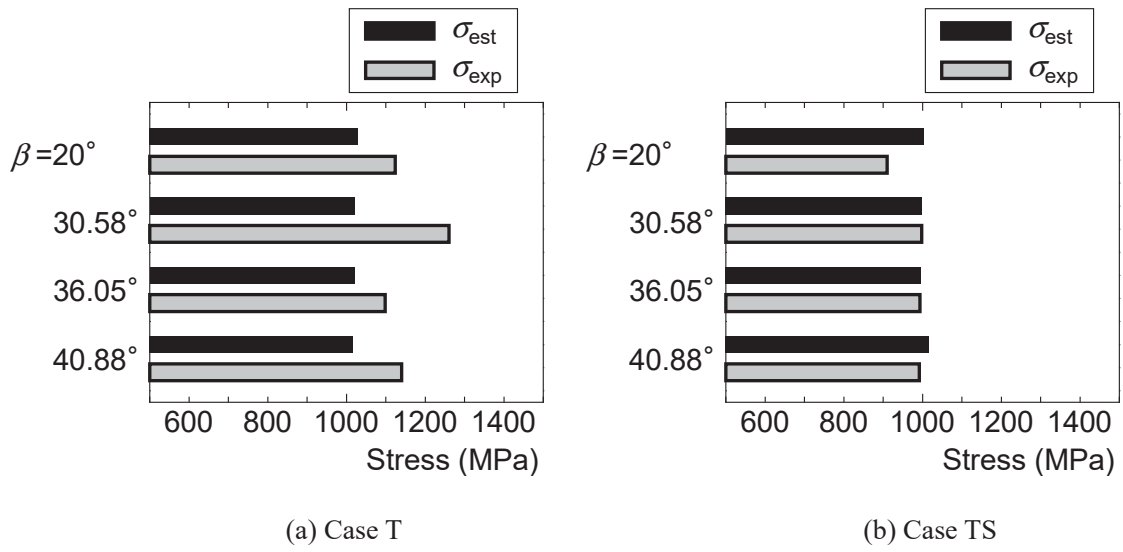 σest
σexp
β=20°
30.58°
36.05°
40.88°
600 800 1000 1200 1400
Stress (MPa)
(a) Case T
σest
σexp
β=20°
30.58°
36.05°
40.88°
600 800 1000 1200 1400
Stress (MPa)
(b) Case TS